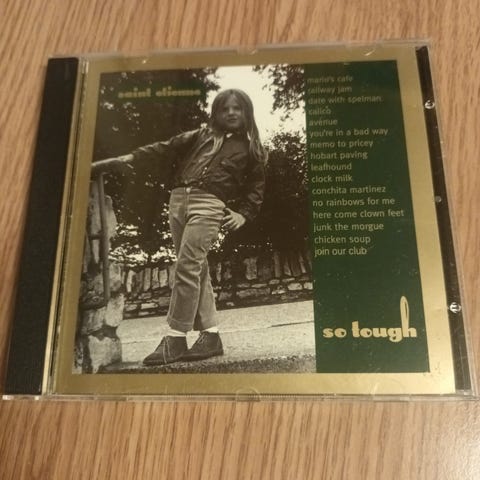 saint etienne
mario's cafe
railway jam
date with spelman
calico
avenue
you're in a bad way
memo to pricey
hobart paving
leafhound
clock milk
conchita martinez
no rainbows for me
here come clown feet
junk the morgue
chicken soup
join our club
so tough